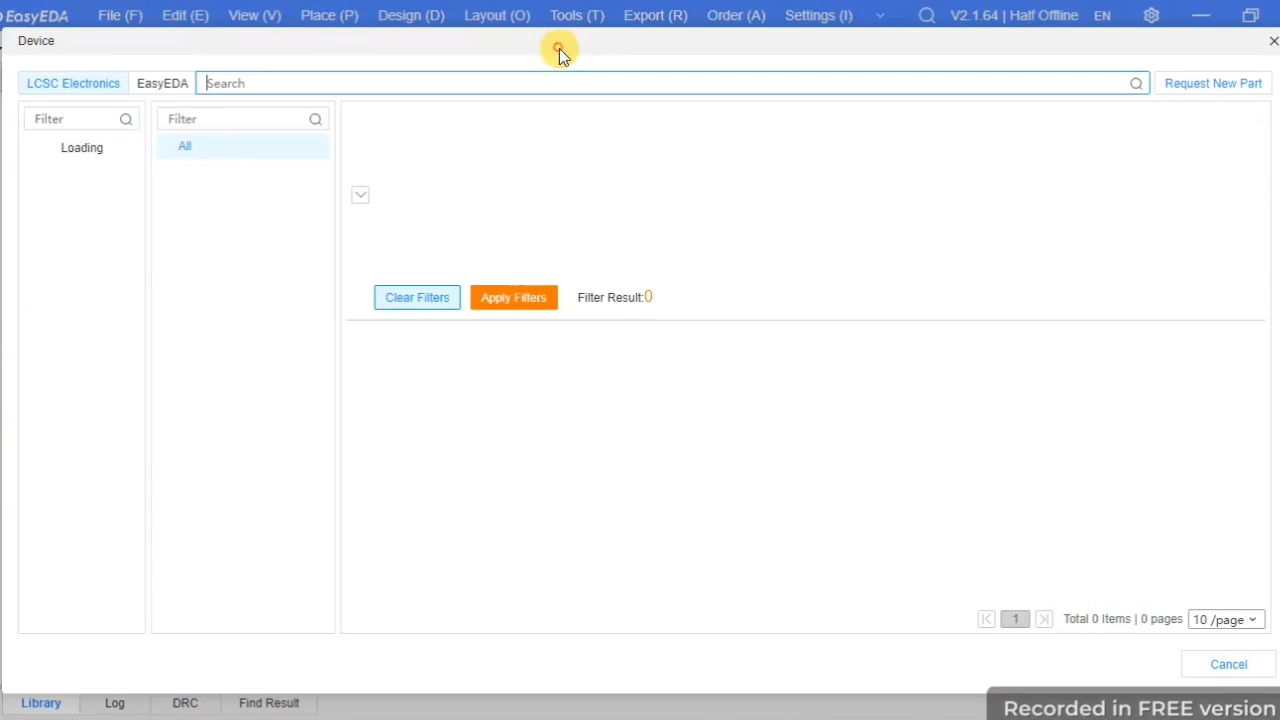 EasyEDA File (F) Edit (E) View (V) Place (P) Design (D) Layout (O) Tools (T) Export (R) Order (A) Settings (I) V2.1.64 | Half Offline EN
Device
LCSC Electronics EasyEDA Search Request New Part
Filter Filter
Loading All
Clear Filters Apply Filters Filter Result:0
1 Total 0 Items | 0 pages 10 /page
Cancel
Library Log DRC Find Result
Recorded in FREE version